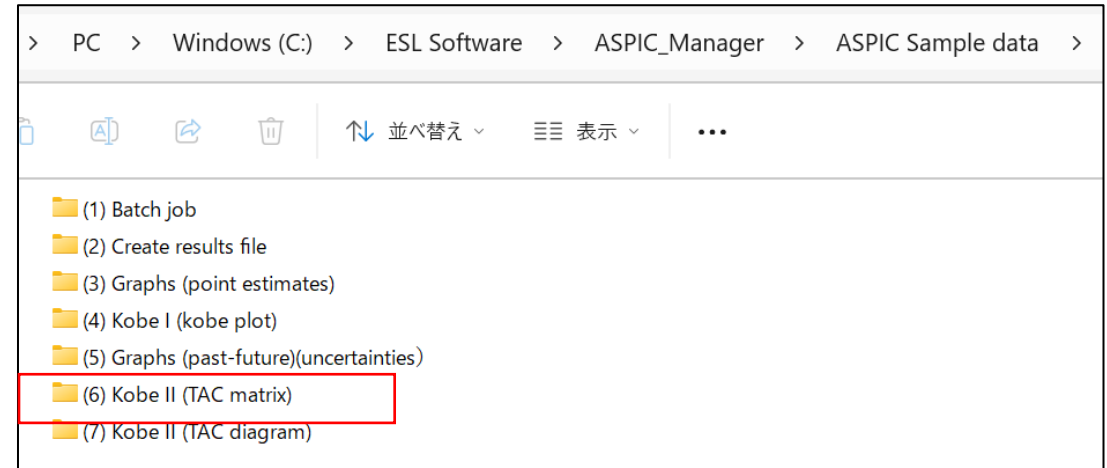 > PC > Windows (C:) > ESL Software > ASPIC_Manager > ASPIC Sample data >
並べ替え 表示 •••
(1) Batch job
(2) Create results file
(3) Graphs (point estimates)
(4) Kobe I (kobe plot)
(5) Graphs (past-future)(uncertainties）
(6) Kobe II (TAC matrix)
(7) Kobe II (TAC diagram)